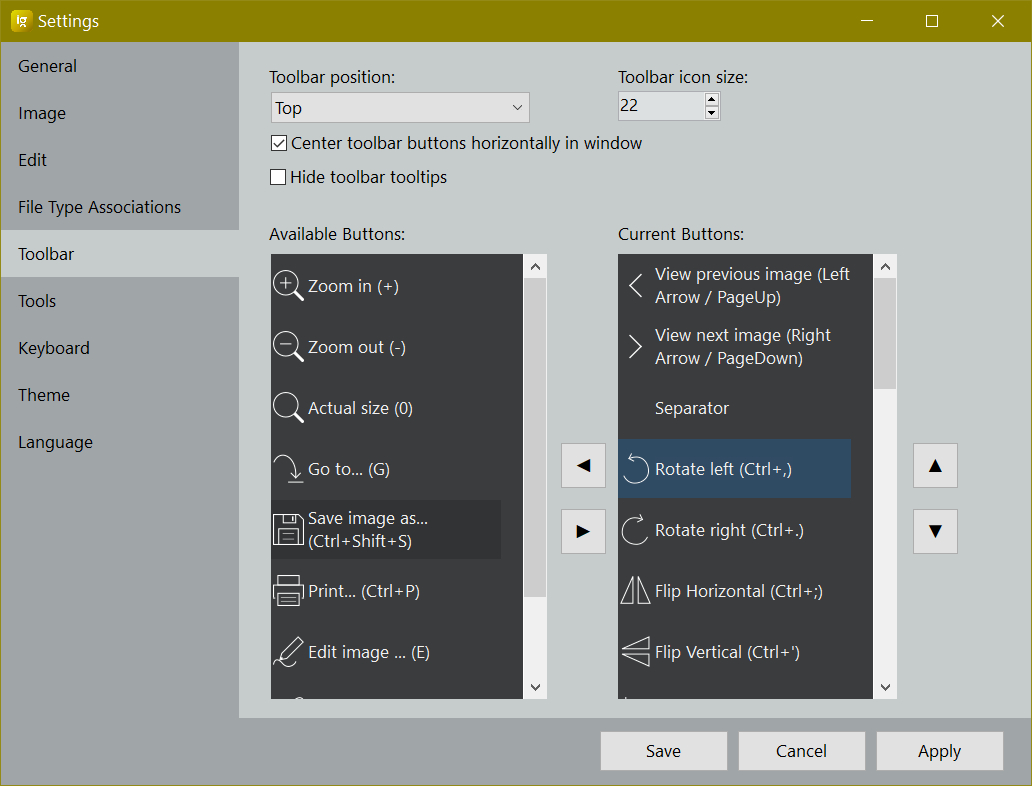 Settings
General
Image
Edit
File Type Associations
Toolbar
Tools
Keyboard
Theme
Language
Toolbar position:
Top
Toolbar icon size:
22
Center toolbar buttons horizontally in window
Hide toolbar tooltips
Available Buttons:
Zoom in (+)
Zoom out (-)
Actual size (0)
Go to... (G)
Save image as...
(Ctrl+Shift+S)
Print... (Ctrl+P)
Edit image ... (E)
Current Buttons:
View previous image (Left
Arrow / PageUp)
View next image (Right
Arrow / PageDown)
Separator
Rotate left (Ctrl+,)
Rotate right (Ctrl+.)
Flip Horizontal (Ctrl+;)
Flip Vertical (Ctrl+')
Save
Cancel
Apply